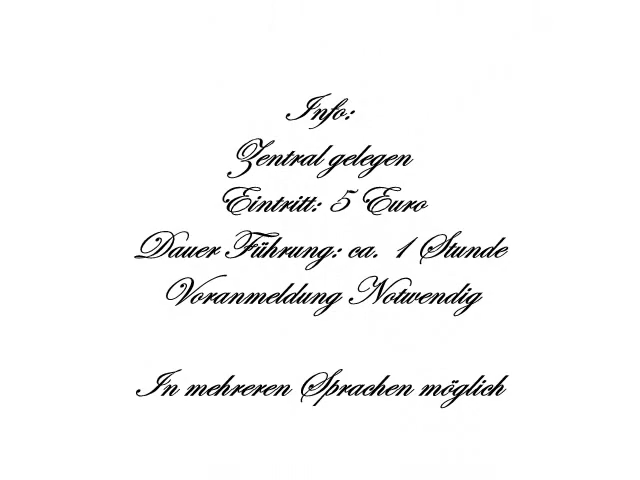 Info:
Zentral gelegen
Eintritt: 5 Euro
Dauer Führung: ca. 1 Stunde
Voranmeldung Notwendig
In mehreren Sprachen möglich